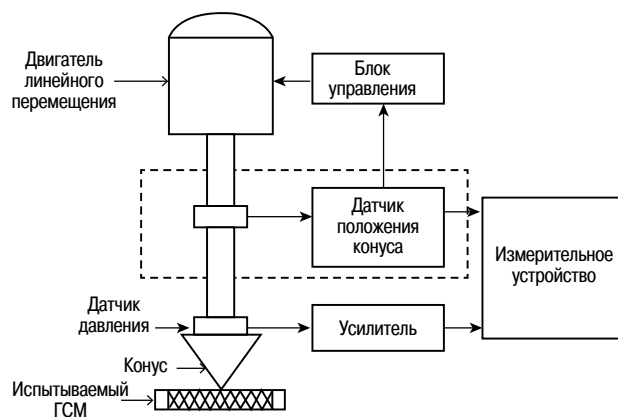 Двигатель
линейного
перемещения
Блок
управления
Датчик
положения
конуса
Измерительное
устройство
Датчик
давления
Усилитель
Конус
Испытываемый
ГСМ